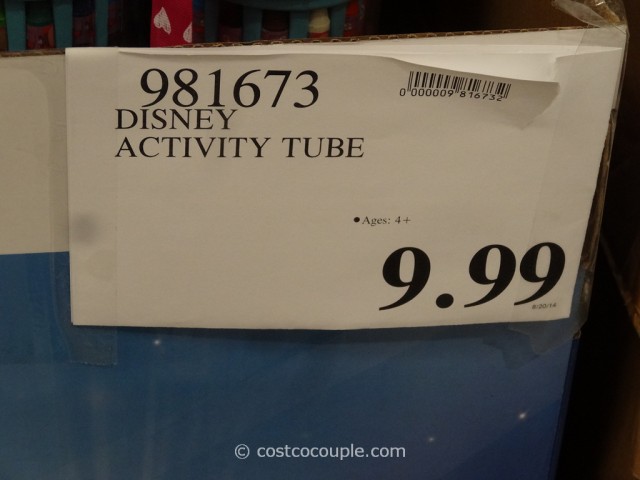 981673
0 000009 816732
DISNEY
ACTIVITY TUBE
•Ages: 4+
9.99
8/20/14
© costcocouple.com